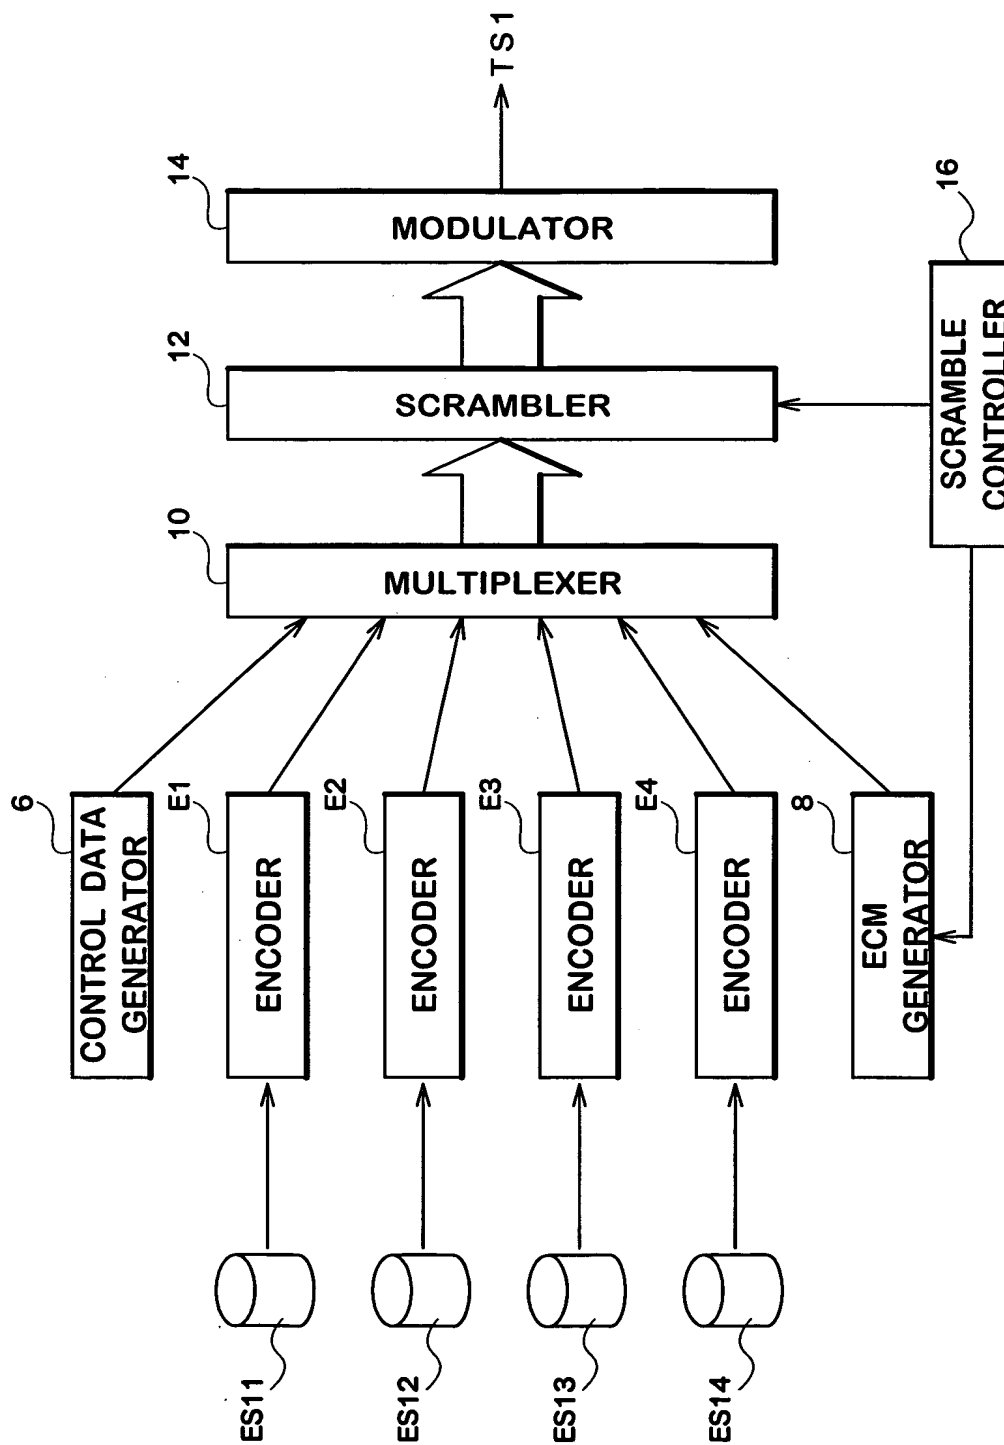 6
CONTROL DATA
GENERATOR
E1
ENCODER
ES11
E2
ENCODER
ES12
E3
ENCODER
ES13
E4
ENCODER
ES14
8
ECM
GENERATOR
10
MULTIPLEXER
12
SCRAMBLER
14
MODULATOR
TS1
16
SCRAMBLE
CONTROLLER